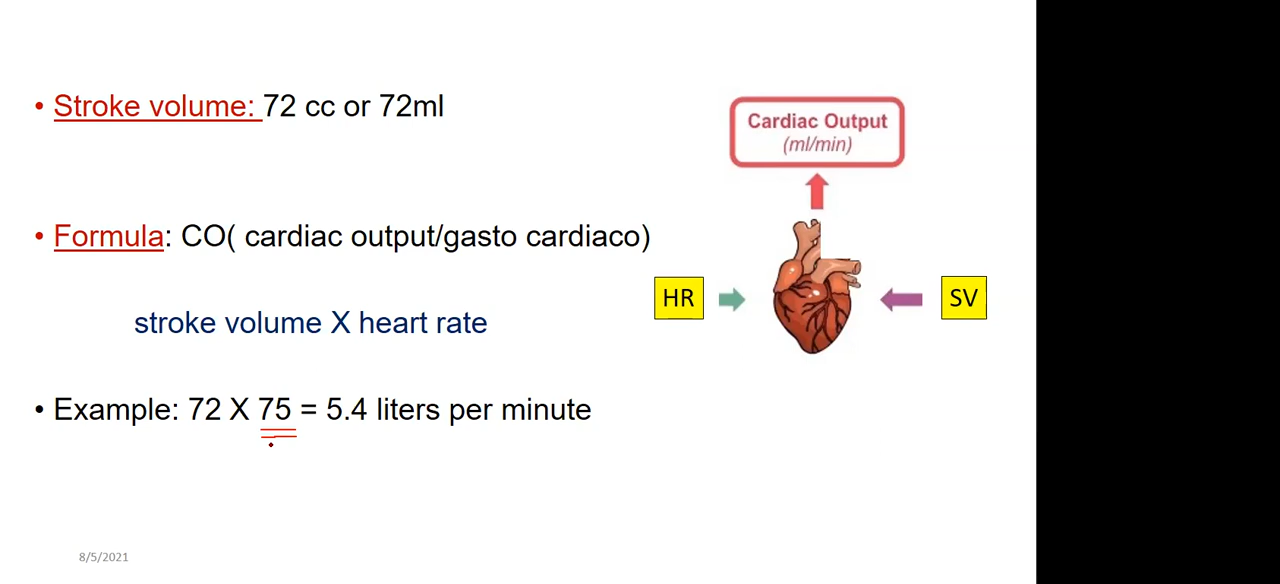 • Stroke volume: 72 cc or 72ml
Cardiac Output
(ml/min)
• Formula: CO( cardiac output/gasto cardiaco)
HR
SV
stroke volume X heart rate
• Example: 72 X 75 = 5.4 liters per minute
8/5/2021